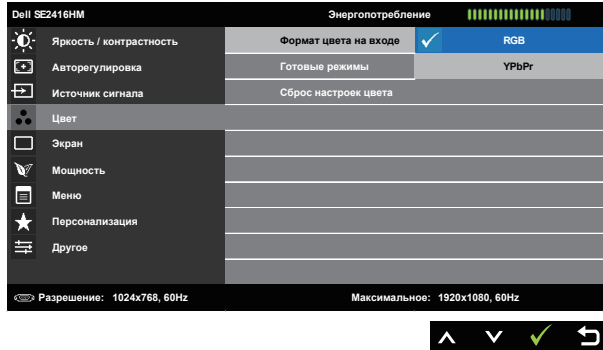 Dell SE2416HM Энергопотребление
Яркость / контрастность Формат цвета на входе RGB
Авторегулировка Готовые режимы YPbPr
Источник сигнала Сброс настроек цвета
Цвет
Экран
Мощность
Меню
Персонализация
Другое
Разрешение: 1024x768, 60Hz Максимальное: 1920x1080, 60Hz